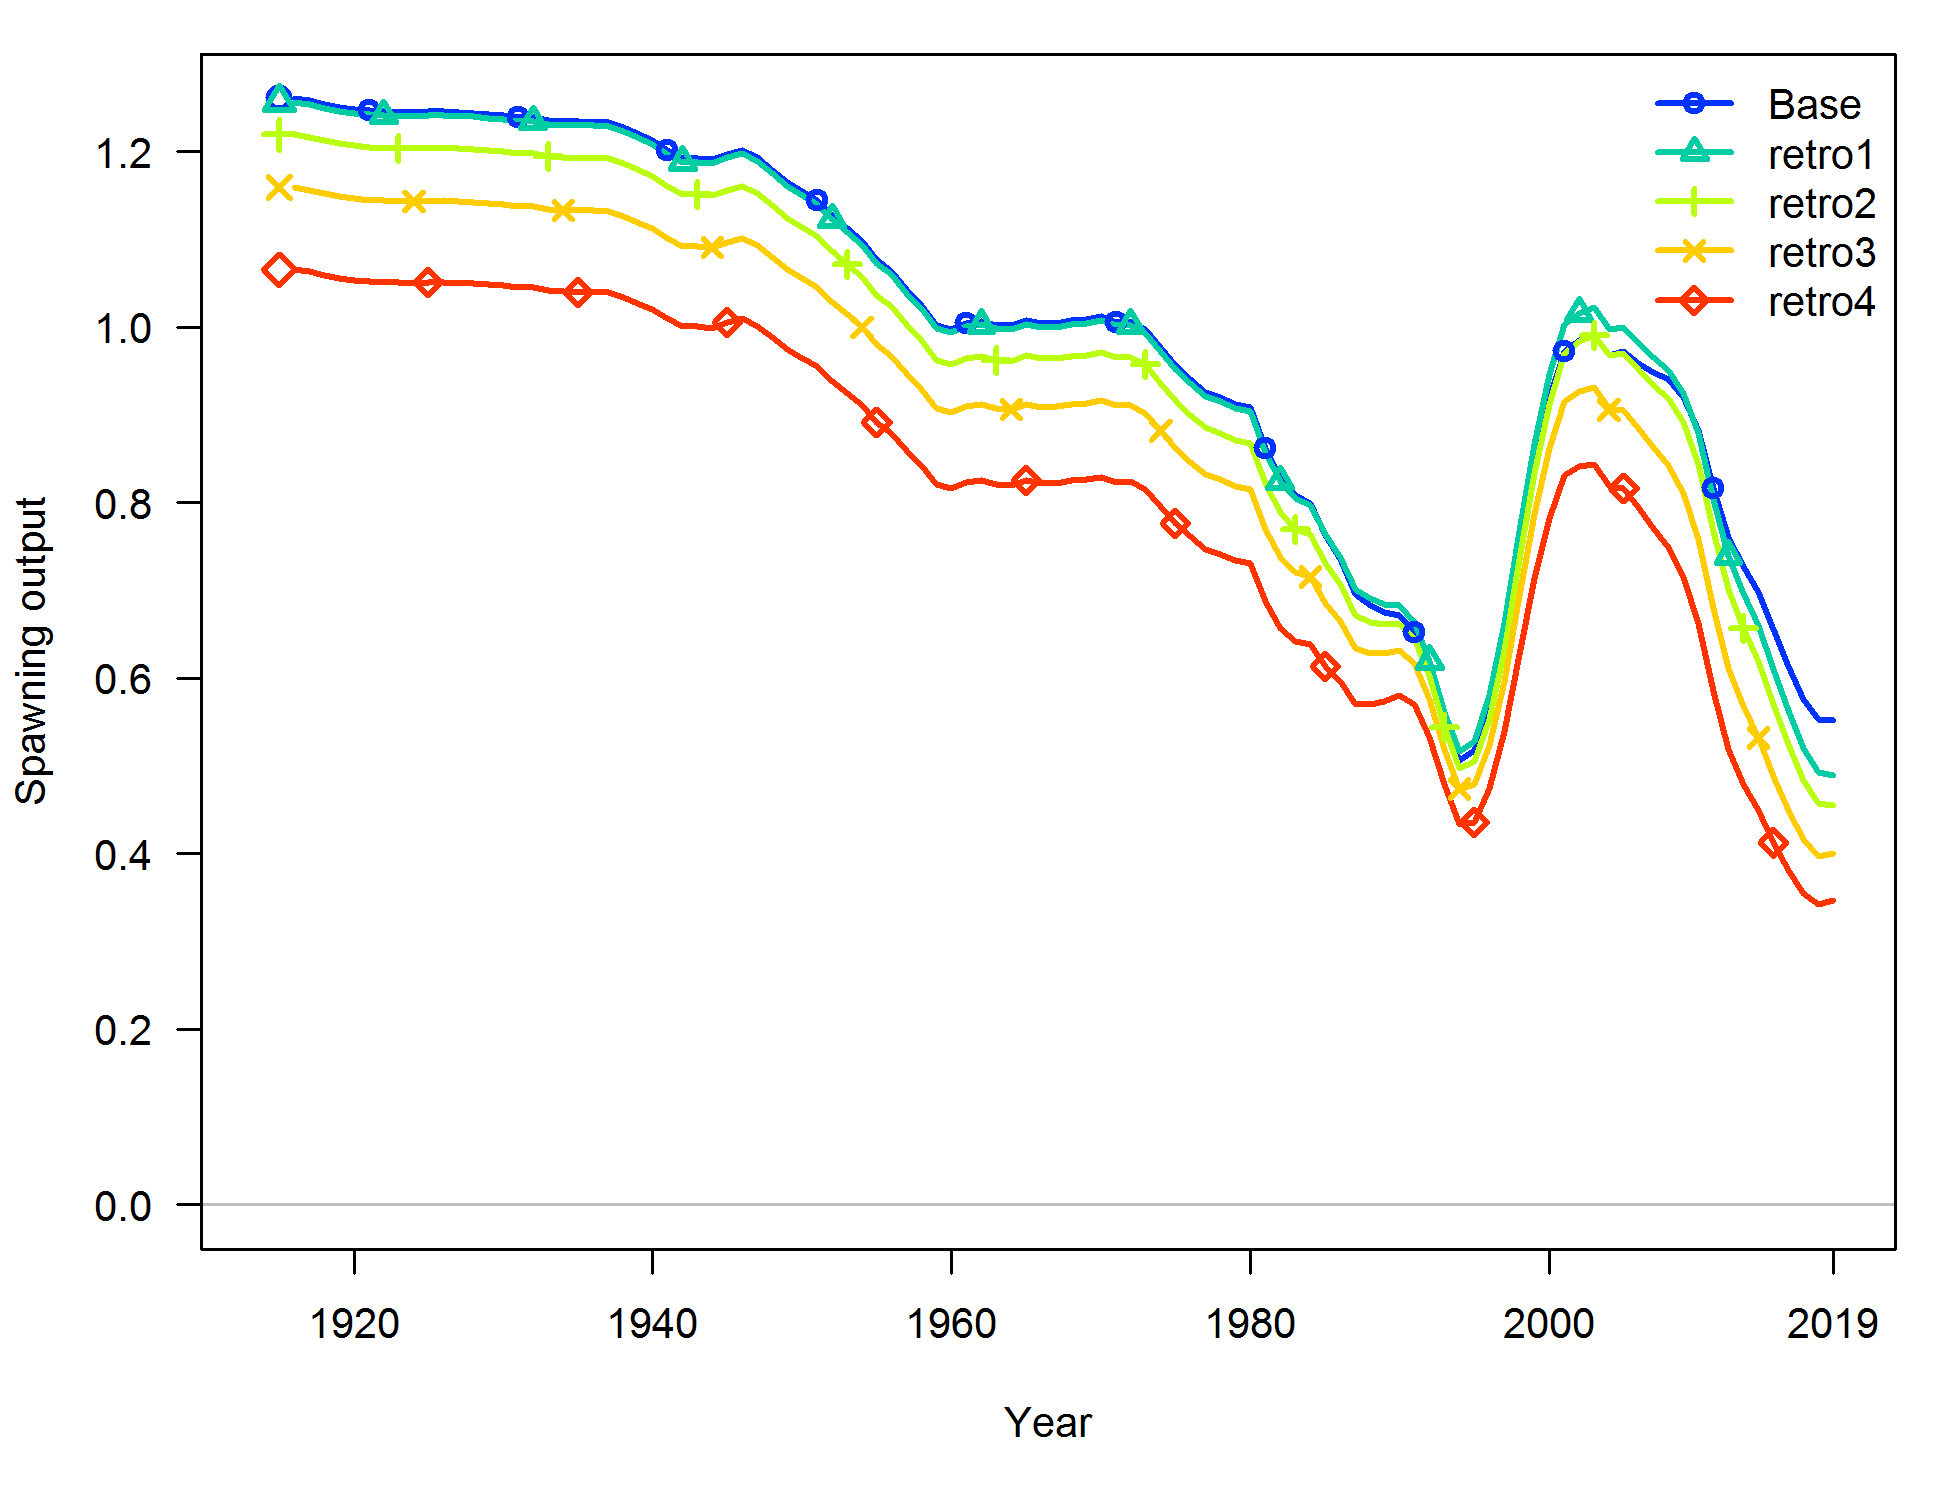 Base
retro1
retro2
retro3
retro4
Spawning output
1.2
1.0
0.8
0.6
0.4
0.2
0.0
1920 1940 1960 1980 2000 2019
Year